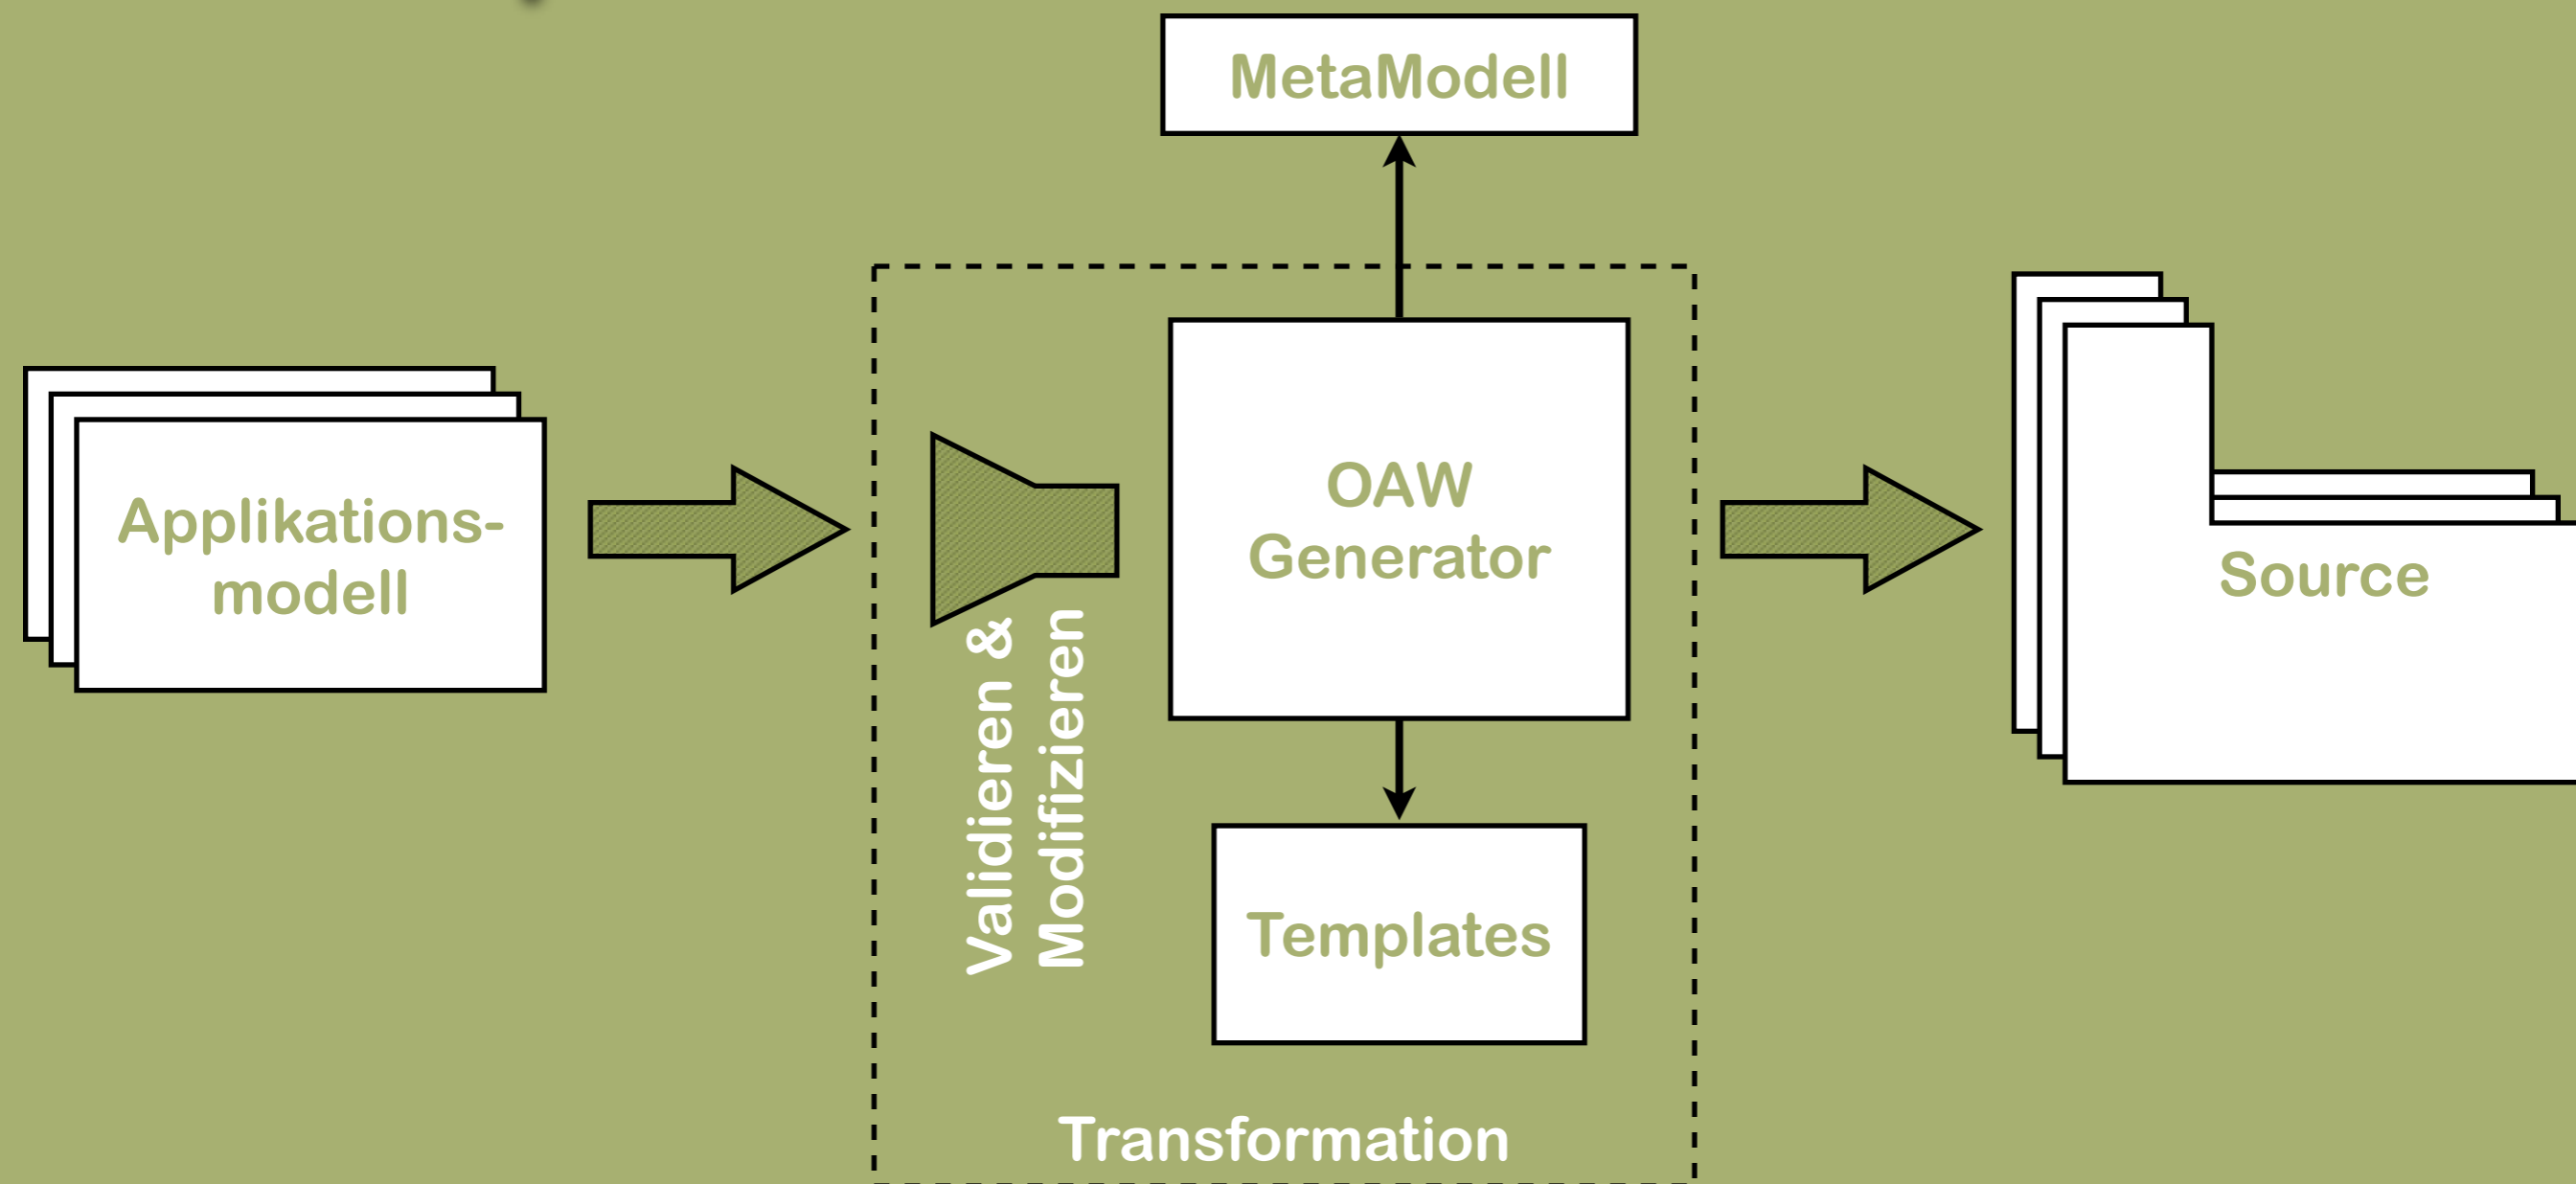 MetaModell
Applikations-
modell
Validieren &
Modifizieren
OAW
Generator
Source
Templates
Transformation